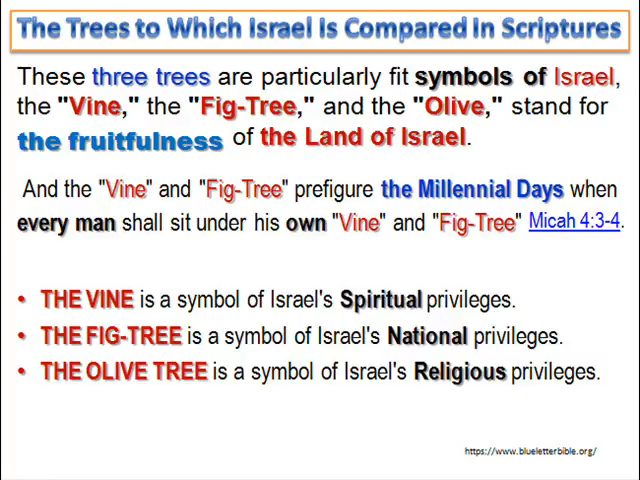 The Trees to Which Israel Is Compared In Scriptures
These three trees are particularly fit symbols of Israel,
the "Vine," the "Fig-Tree," and the "Olive," stand for
the fruitfulness of the Land of Israel.
And the "Vine" and "Fig-Tree" prefigure the Millennial Days when
every man shall sit under his own "Vine" and "Fig-Tree" Micah 4:3-4.
• THE VINE is a symbol of Israel's Spiritual privileges.
• THE FIG-TREE is a symbol of Israel's National privileges.
• THE OLIVE TREE is a symbol of Israel's Religious privileges.
https://www.blueletterbible.org/